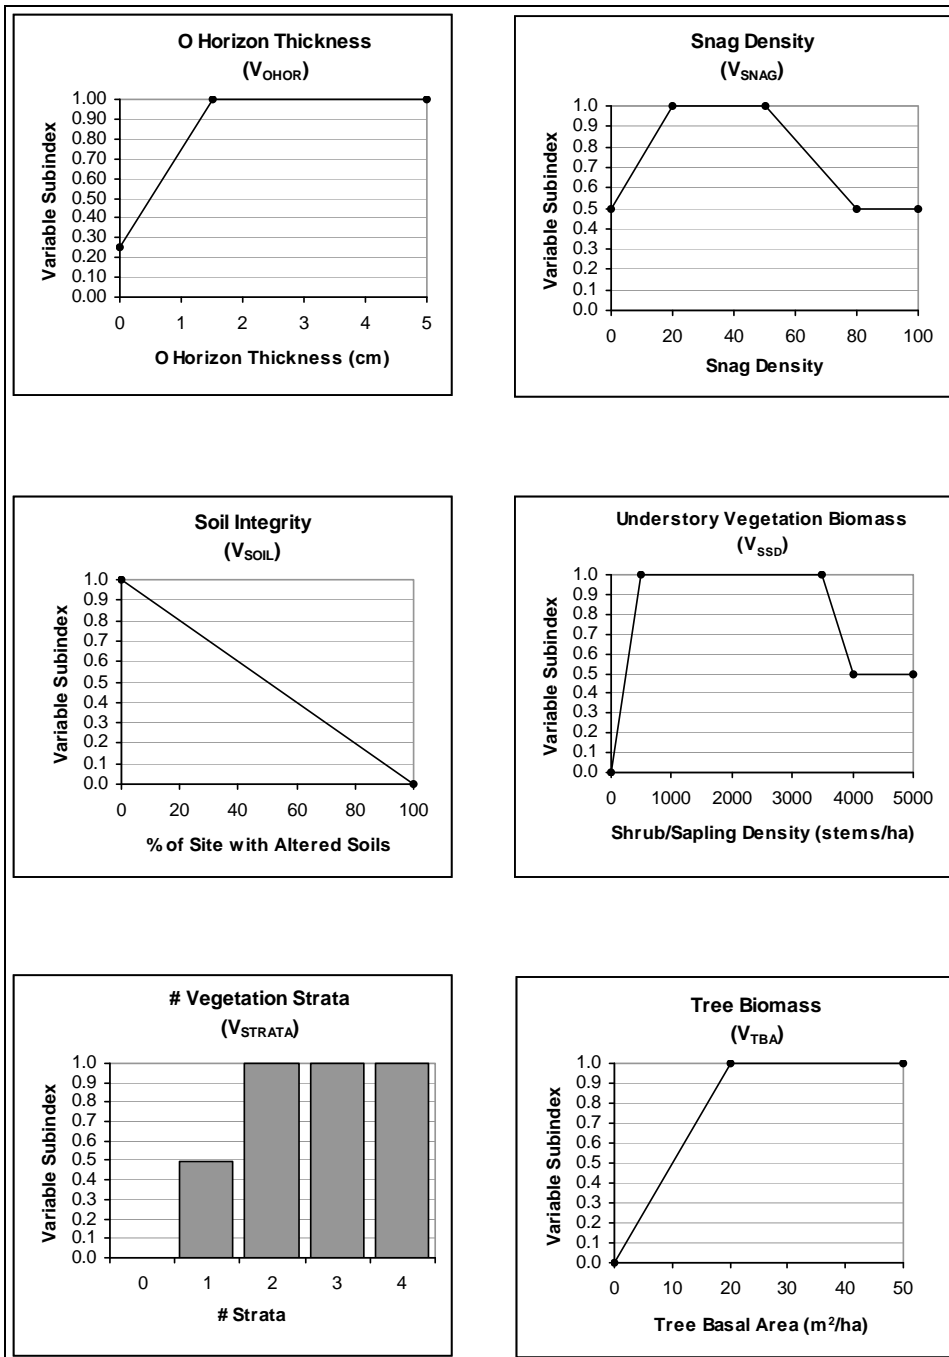 O Horizon Thickness
(VOHOR)
Variable Subindex
1.00
0.90
0.80
0.70
0.60
0.50
0.40
0.30
0.20
0.10
0.00
0 1 2 3 4 5
O Horizon Thickness (cm)
Snag Density
(VSNAG)
Variable Subindex
1.0
0.9
0.8
0.7
0.6
0.5
0.4
0.3
0.2
0.1
0.0
0 20 40 60 80 100
Snag Density
Soil Integrity
(VSOIL)
Variable Subindex
1.0
0.9
0.8
0.7
0.6
0.5
0.4
0.3
0.2
0.1
0.0
0 20 40 60 80 100
% of Site with Altered Soils
Understory Vegetation Biomass
(VSSD)
Variable Subindex
1.0
0.9
0.8
0.7
0.6
0.5
0.4
0.3
0.2
0.1
0.0
0 1000 2000 3000 4000 5000
Shrub/Sapling Density (stems/ha)
# Vegetation Strata
(VSTRATA)
Variable Subindex
1.0
0.9
0.8
0.7
0.6
0.5
0.4
0.3
0.2
0.1
0.0
0 1 2 3 4
# Strata
Tree Biomass
(VTBA)
Variable Subindex
1.0
0.9
0.8
0.7
0.6
0.5
0.4
0.3
0.2
0.1
0.0
0 10 20 30 40 50
Tree Basal Area (m²/ha)